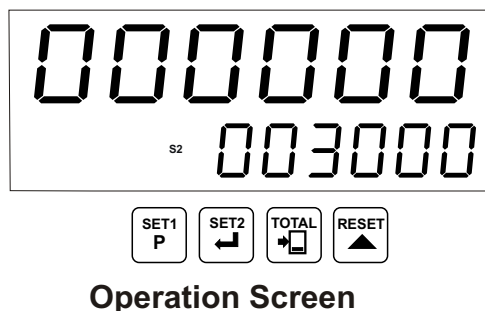 000000
S2 003000
SET1 SET2 TOTAL RESET
P
Operation Screen